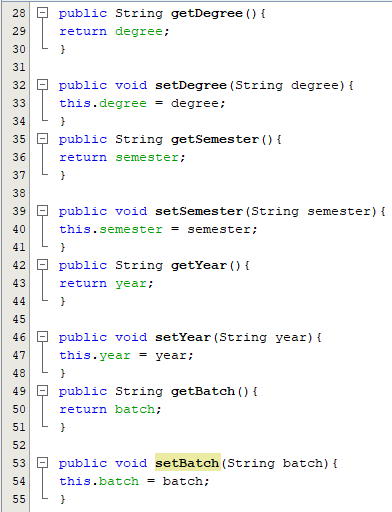 28 public String getDegree(){
29 return degree;
30 }
31
32 public void setDegree(String degree){
33 this.degree = degree;
34 }
35 public String getSemester(){
36 return semester;
37 }
38
39 public void setSemester(String semester){
40 this.semester = semester;
41 }
42 public String getYear(){
43 return year;
44 }
45
46 public void setYear(String year){
47 this.year = year;
48 }
49 public String getBatch(){
50 return batch;
51 }
52
53 public void setBatch(String batch){
54 this.batch = batch;
55 }